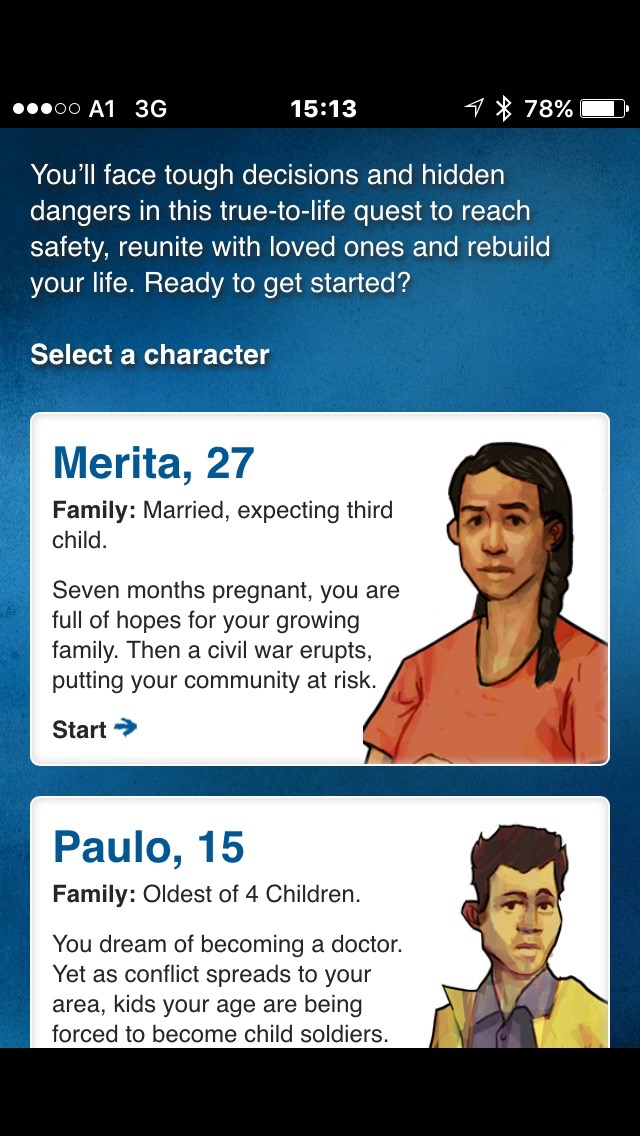 A1 3G 15:13 78%
You'll face tough decisions and hidden
dangers in this true-to-life quest to reach
safety, reunite with loved ones and rebuild
your life. Ready to get started?
Select a character
Merita, 27
Family: Married, expecting third
child.
Seven months pregnant, you are
full of hopes for your growing
family. Then a civil war erupts,
putting your community at risk.
Start
Paulo, 15
Family: Oldest of 4 Children.
You dream of becoming a doctor.
Yet as conflict spreads to your
area, kids your age are being
forced to become child soldiers.